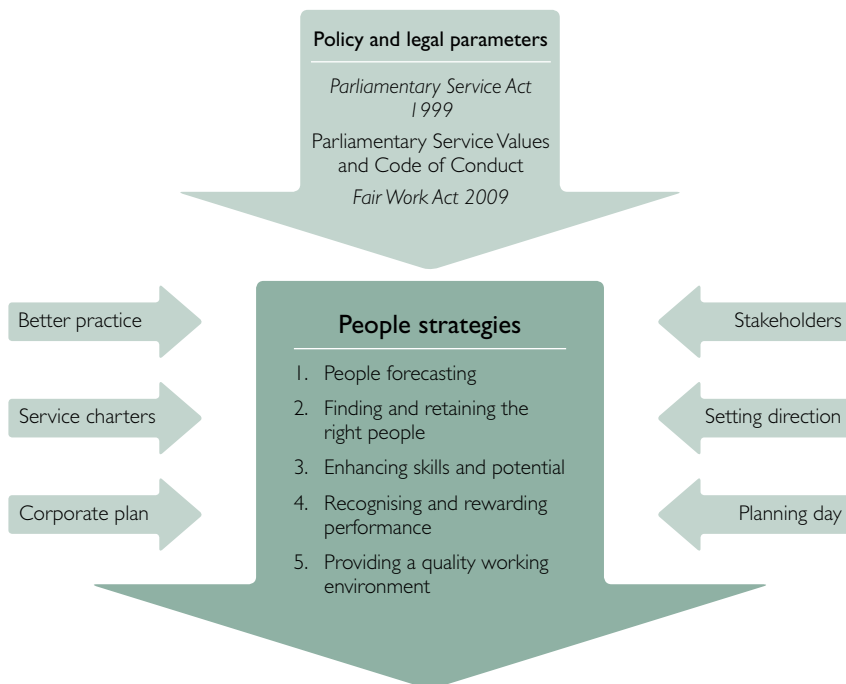 Policy and legal parameters
Parliamentary Service Act
1999
Parliamentary Service Values
and Code of Conduct
Fair Work Act 2009
Better practice
Service charters
Corporate plan
People strategies
1. People forecasting
2. Finding and retaining the
right people
3. Enhancing skills and potential
4. Recognising and rewarding
performance
5. Providing a quality working
environment
Stakeholders
Setting direction
Planning day